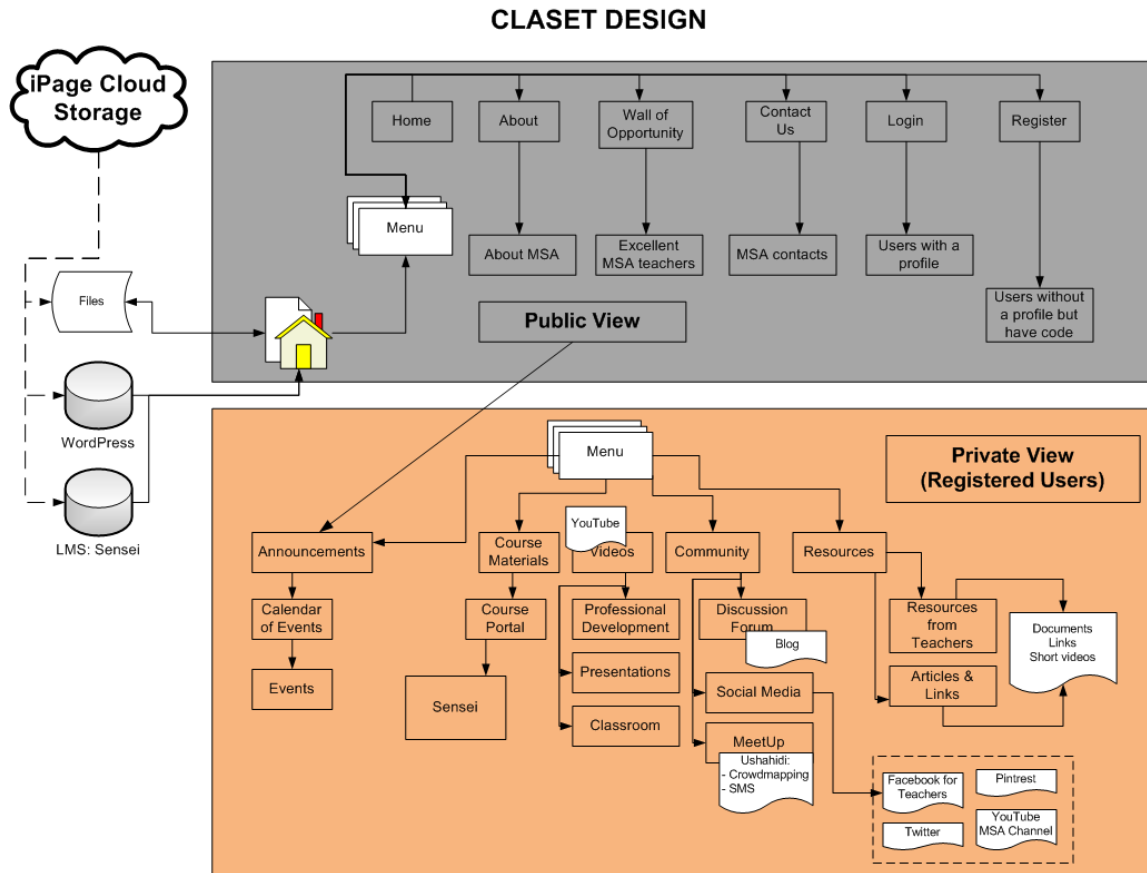 CLASET DESIGN
iPage Cloud
Storage
Home
About
Wall of
Opportunity
Contact
Us
Login
Register
Menu
About MSA
Excellent
MSA teachers
MSA contacts
Users with a
profile
Users without
a profile but
have code
Files
Public View
WordPress
LMS: Sensei
Menu
Private View
(Registered Users)
YouTube
Announcements
Course
Materials
Videos
Community
Resources
Calendar
of Events
Course
Portal
Professional
Development
Discussion
Forum
Blog
Resources
from
Teachers
Documents
Links
Short videos
Events
Sensei
Presentations
Social Media
Articles &
Links
Classroom
MeetUp
Ushahidi:
- Crowdmapping
- SMS
Facebook for
Teachers
Pintrest
Twitter
YouTube
MSA Channel